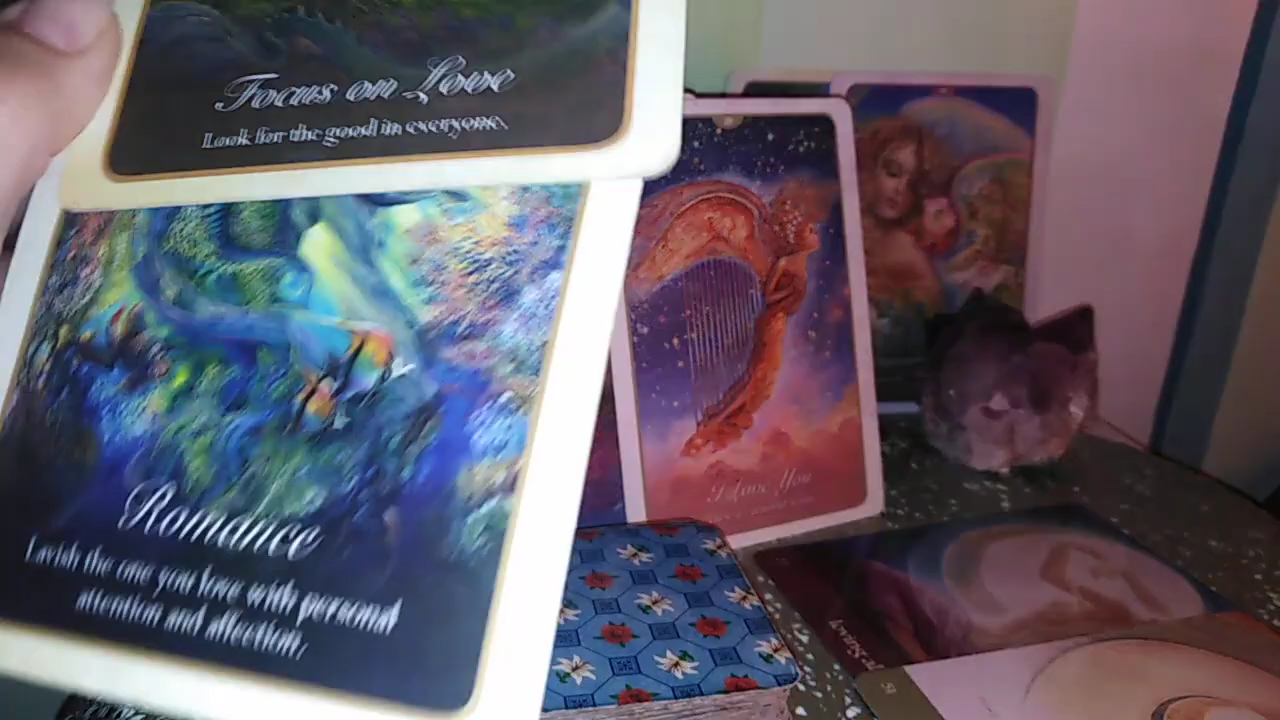 Focus on Love
Look for the good in everyone.
Romance
Lavish the one you love with personal
attention and affection.
I Love You
59